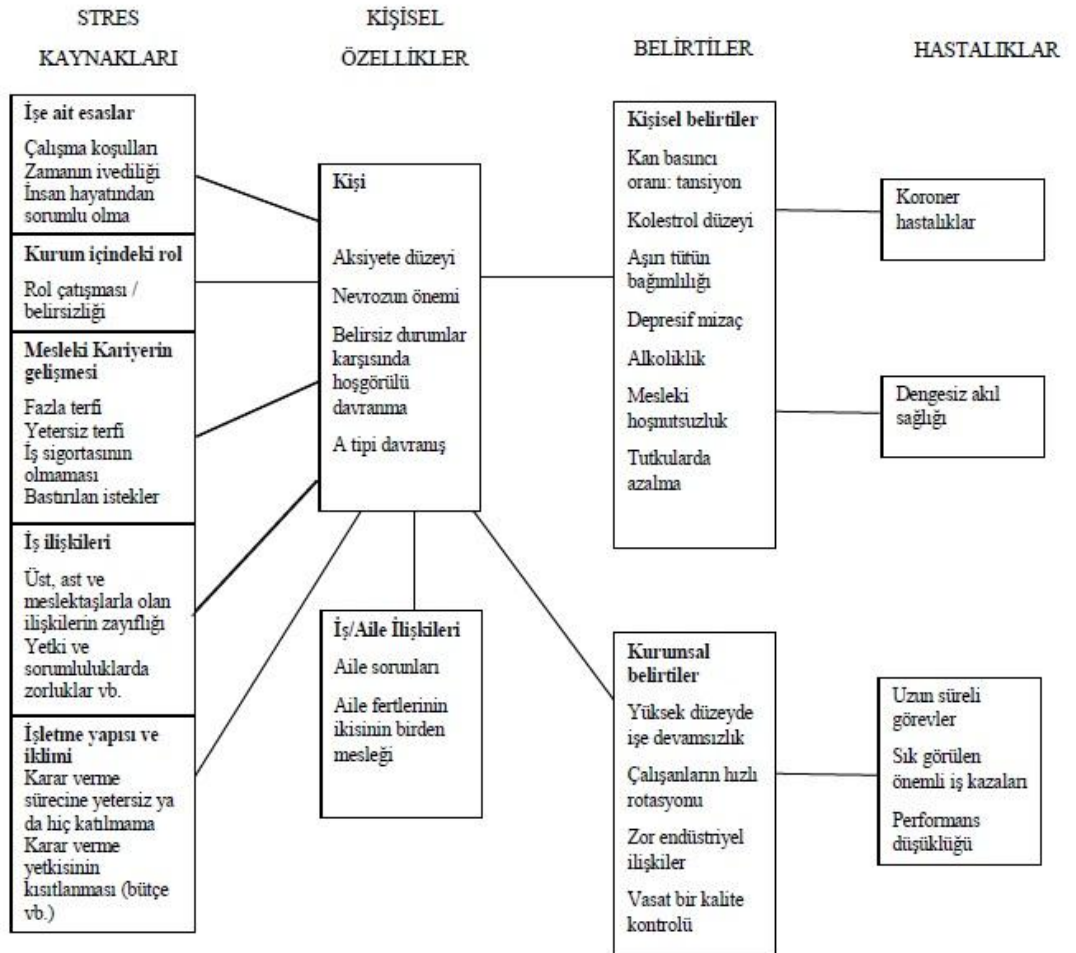 STRES
KAYNAKLARI
KİŞİSEL
ÖZELLİKLER
BELİRTİLER
HASTALIKLAR
İşe ait esaslar
Çalışma koşulları
Zamanın ivediliği
İnsan hayatından
sorumlu olma
Kurum içindeki rol
Rol çatışması /
belirsizliği
Mesleki Kariyerin
gelişmesi
Fazla terfi
Yetersiz terfi
İş sigortasının
olmaması
Bastırılan istekler
İş ilişkileri
Üst, ast ve
meslektaşlarla olan
ilişkilerin zayıflığı
Yetki ve
sorumluluklarda
zorluklar vb.
İşletme yapısı ve
iklimi
Karar verme
sürecine yetersiz ya
da hiç katılmama
Karar verme
yetkisinin
kısıtlanması (bütçe
vb.)
Kişi
Aksiyete düzeyi
Nevrozun önemi
Belirsiz durumlar
karşısında
hoşgörülü
davranma
A tipi davranış
İş/Aile İlişkileri
Aile sorunları
Aile fertlerinin
ikisinin birden
mesleği
Kişisel belirtiler
Kan basıncı
oranı: tansiyon
Kolestrol düzeyi
Aşırı tütün
bağımlılığı
Depresif mizaç
Alkoliklik
Mesleki
hoşnutsuzluk
Tutkularda
azalma
Kurumsal
belirtiler
Yüksek düzeyde
işe devamsızlık
Çalışanların hızlı
rotasyonu
Zor endüstriyel
ilişkiler
Vasat bir kalite
kontrolü
Koroner
hastalıklar
Dengesiz akıl
sağlığı
Uzun süreli
görevler
Sık görülen
önemli iş kazaları
Performans
düşüklüğü